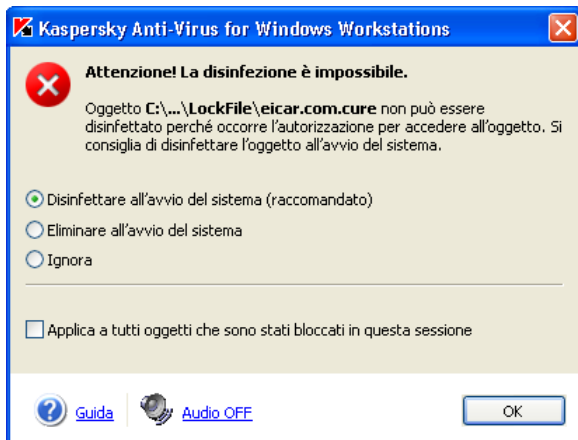 Kaspersky Anti-Virus for Windows Workstations
Attenzione! La disinfezione è impossibile.
Oggetto C:\...\LockFile\eicar.com.cure non può essere
disinfettato perché occorre l'autorizzazione per accedere all'oggetto. Si
consiglia di disinfettare l'oggetto all'avvio del sistema.
Disinfettare all'avvio del sistema (raccomandato)
Eliminare all'avvio del sistema
Ignora
Applica a tutti oggetti che sono stati bloccati in questa sessione
Guida
Audio OFF
OK